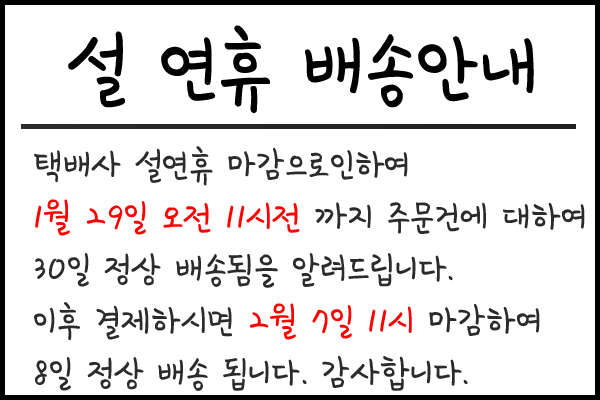 설 연휴 배송안내
택배사 설연휴 마감으로인하여
1월 29일 오전 11시전 까지 주문건에 대하여
30일 정상 배송됨을 알려드립니다.
이후 결제하시면 2월 7일 11시 마감하여
8일 정상 배송 됩니다. 감사합니다.